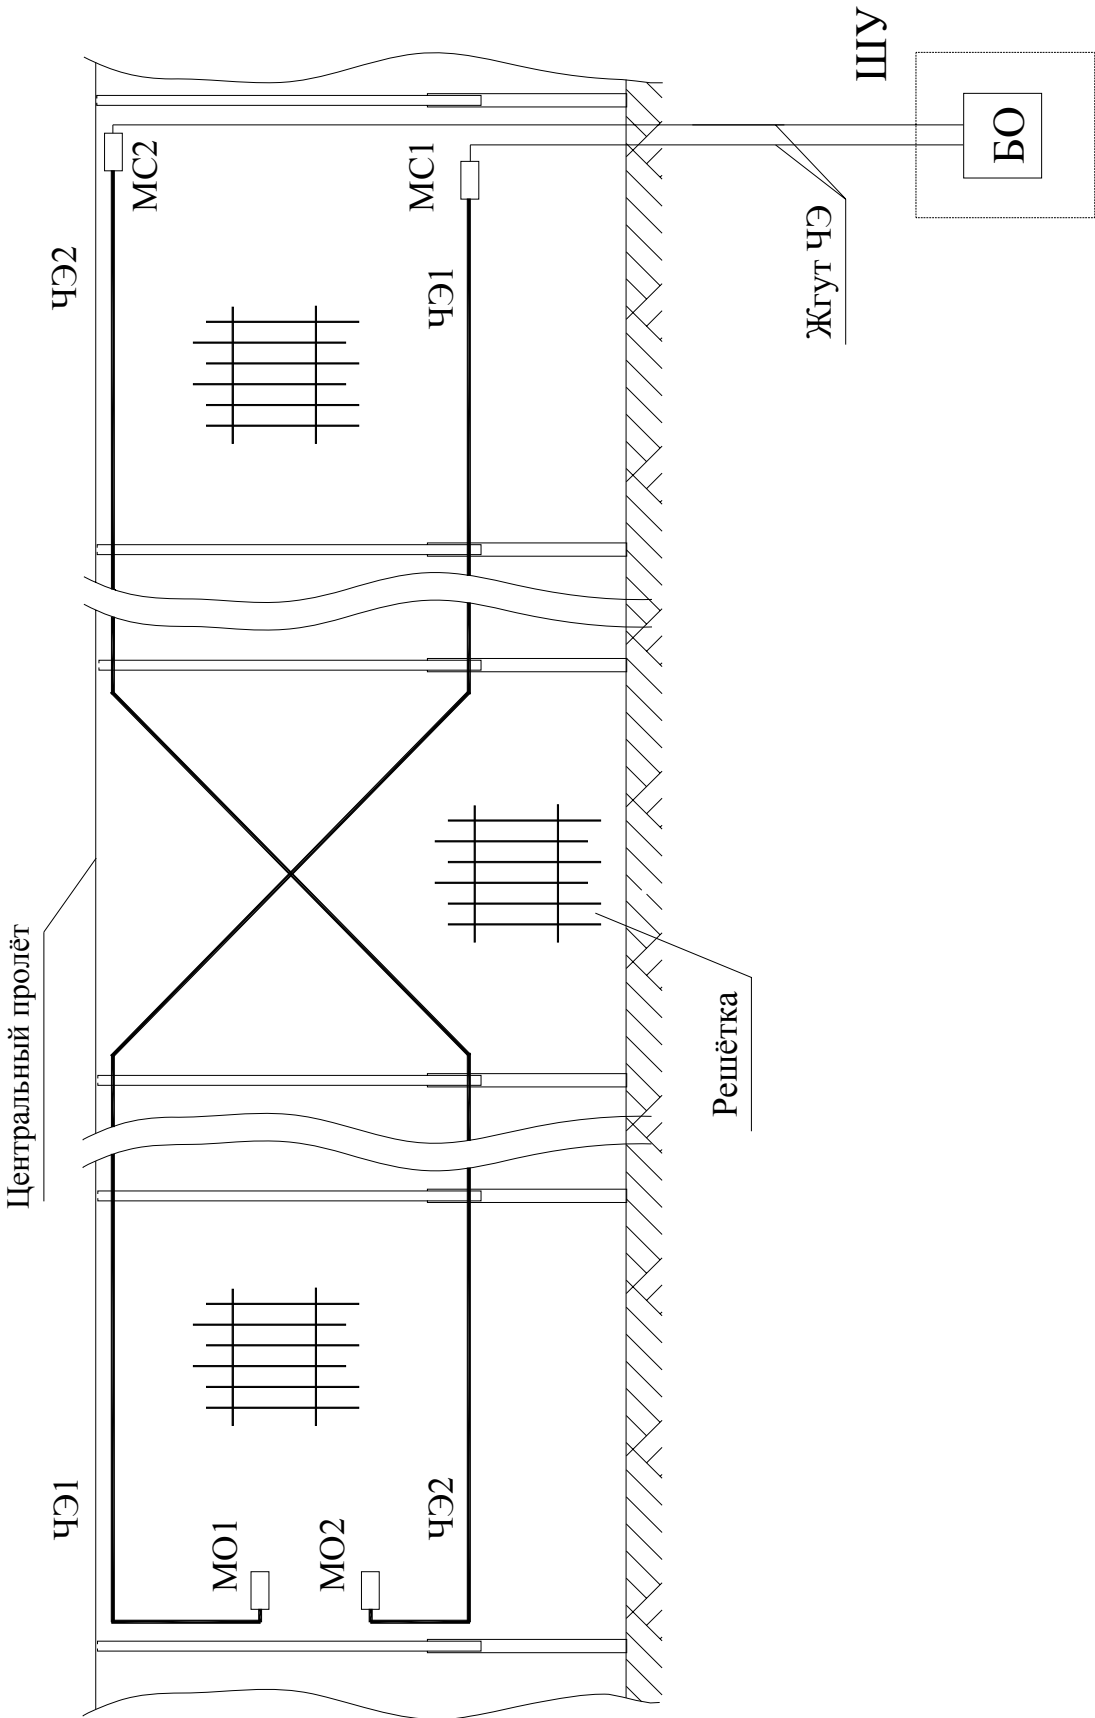 Центральный пролёт
ЧЭ1
ЧЭ2
МС2
МО1
МО2
МС1
ЧЭ2
ЧЭ1
Решётка
Жгут ЧЭ
ШУ
БО